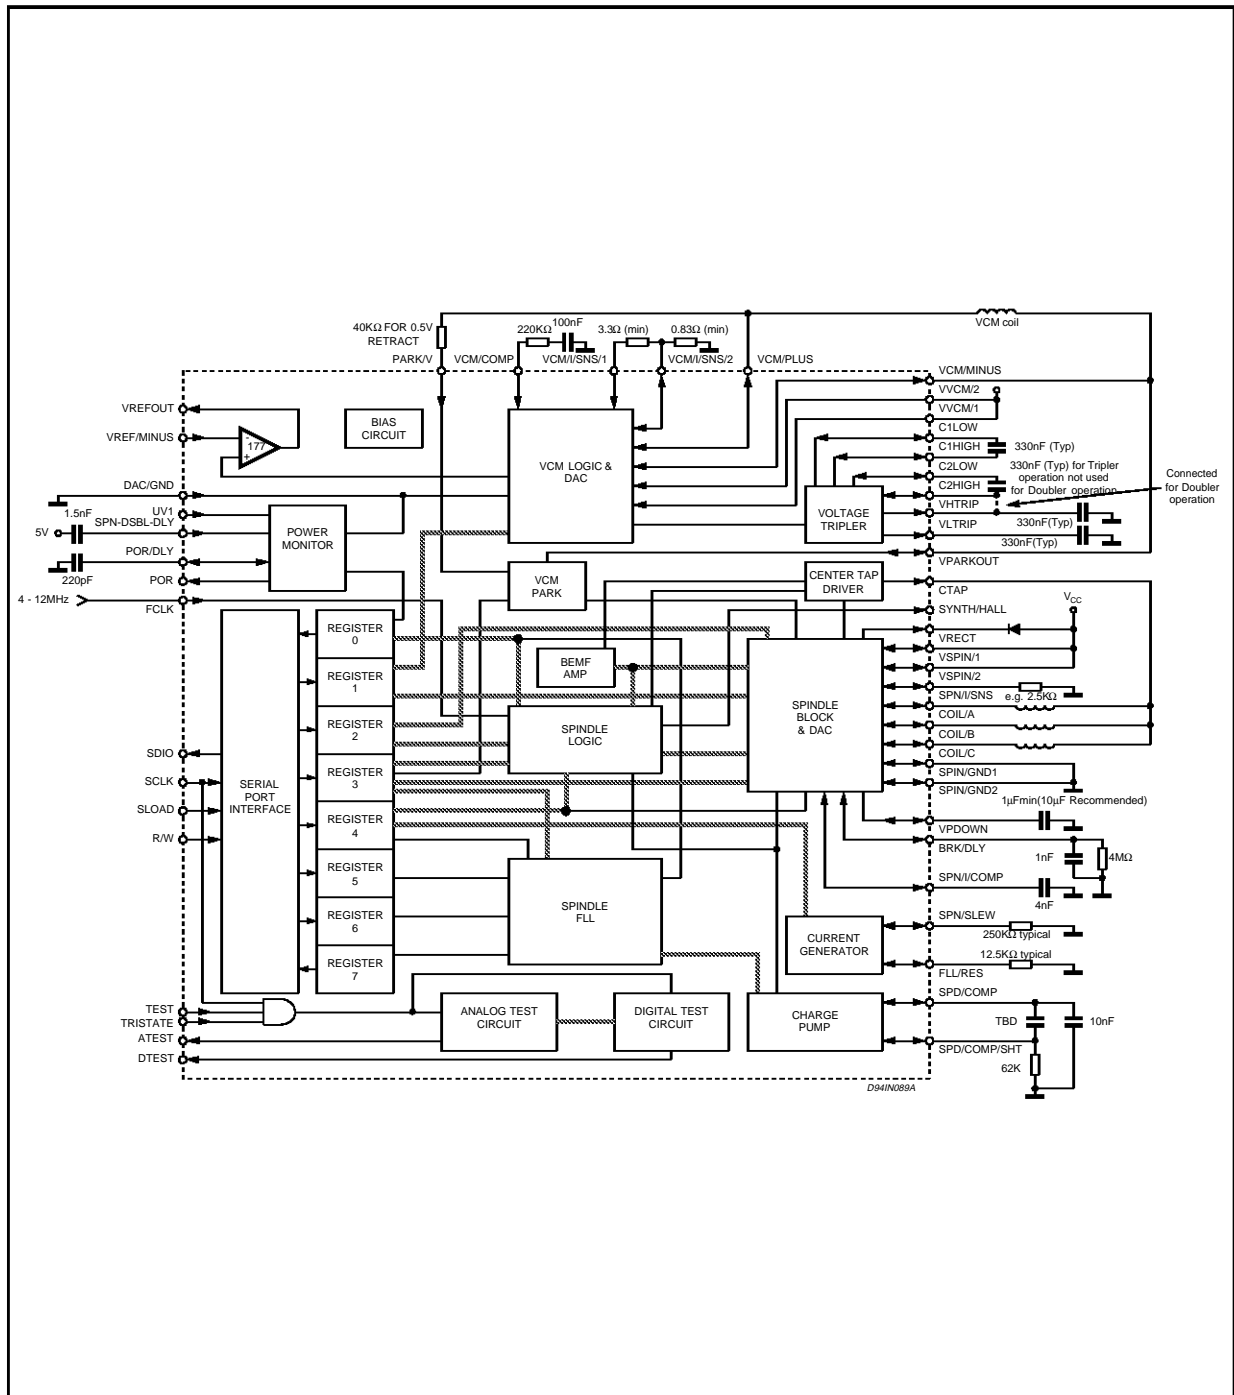 VCM coil
40KΩ FOR 0.5V
RETRACT
PARK/V
VCM/COMP
220KΩ
100nF
VCM/I/SNS/1
3.3Ω (min)
0.83Ω (min)
VCM/I/SNS/2
VCM/PLUS
VREFOUT
VREF/MINUS
-
177
+
BIAS
CIRCUIT
VCM LOGIC &
DAC
VCM/MINUS
VVCM/2
VVCM/1
C1LOW
C1HIGH
330nF (Typ)
C2LOW
330nF (Typ) for Tripler
operation not used
for Doubler operation
C2HIGH
Connected
for Doubler
operation
VHTRIP
330nF(Typ)
VLTRIP
330nF(Typ)
VOLTAGE
TRIPLER
VPARKOUT
DAC/GND
1.5nF
UV1
SPN-DSBL-DLY
5V
POR/DLY
220pF
POR
4 - 12MHz
FCLK
POWER
MONITOR
VCM
PARK
CENTER TAP
DRIVER
CTAP
SYNTH/HALL
VCC
VRECT
VSPIN/1
VSPIN/2
SPN/I/SNS
e.g. 2.5KΩ
COIL/A
COIL/B
COIL/C
SPIN/GND1
SPIN/GND2
1µFmin(10µF Recommended)
VPDOWN
BRK/DLY
1nF
4MΩ
SPN/I/COMP
4nF
SPN/SLEW
250KΩ typical
12.5KΩ typical
FLL/RES
SPD/COMP
TBD
10nF
SPD/COMP/SHT
62K
REGISTER
0
REGISTER
1
REGISTER
2
REGISTER
3
REGISTER
4
REGISTER
5
REGISTER
6
REGISTER
7
BEMF
AMP
SPINDLE
LOGIC
SPINDLE
BLOCK
& DAC
SPINDLE
FLL
CURRENT
GENERATOR
CHARGE
PUMP
SDIO
SCLK
SLOAD
R/W
SERIAL
PORT
INTERFACE
TEST
TRISTATE
ATEST
DTEST
ANALOG TEST
CIRCUIT
DIGITAL TEST
CIRCUIT
D94IN089A